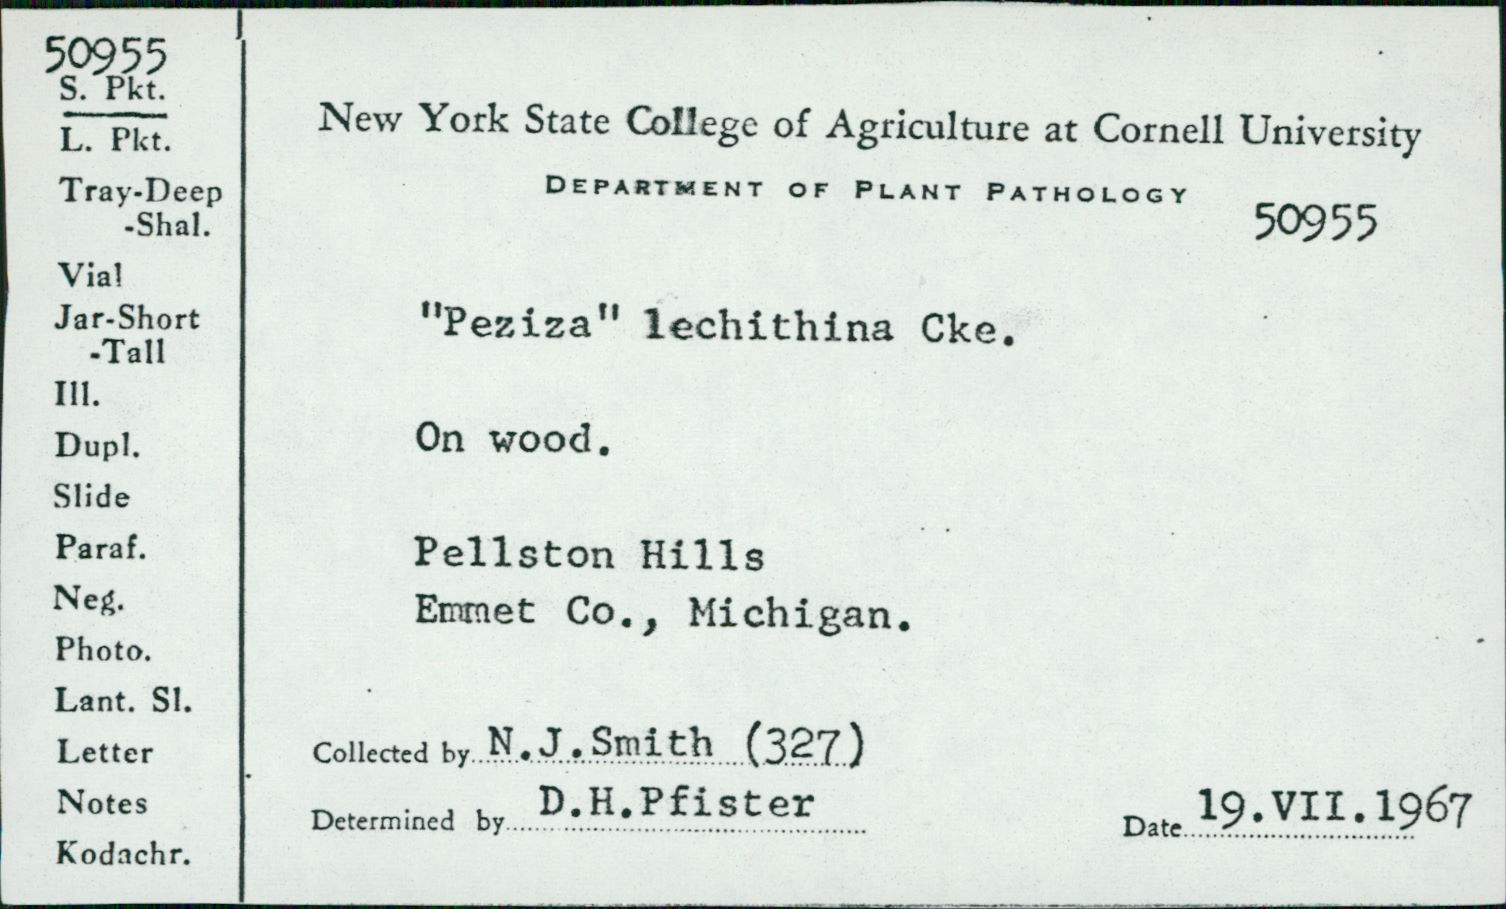 50955
S. Pkt.
L. Pkt.
Tray-Deep
-Shal.
Vial
Jar-Short
-Tall
Ill.
Dupl.
Slide
Paraf.
Neg.
Photo.
Lant. Sl.
Letter
Notes
Kodachr.
New York State College of Agriculture at Cornell University
DEPARTMENT OF PLANT PATHOLOGY
50955
"Peziza" lechithina Cke.
On wood.
Pellston Hills
Emmet Co., Michigan.
Collected by N.J.Smith (327)
Determined by D.H.Pfister
Date 19.VII.1967